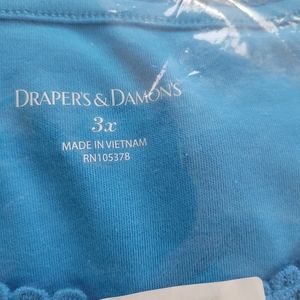 DRAPER'S & DAMON'S
3x
MADE IN VIETNAM
RN105378